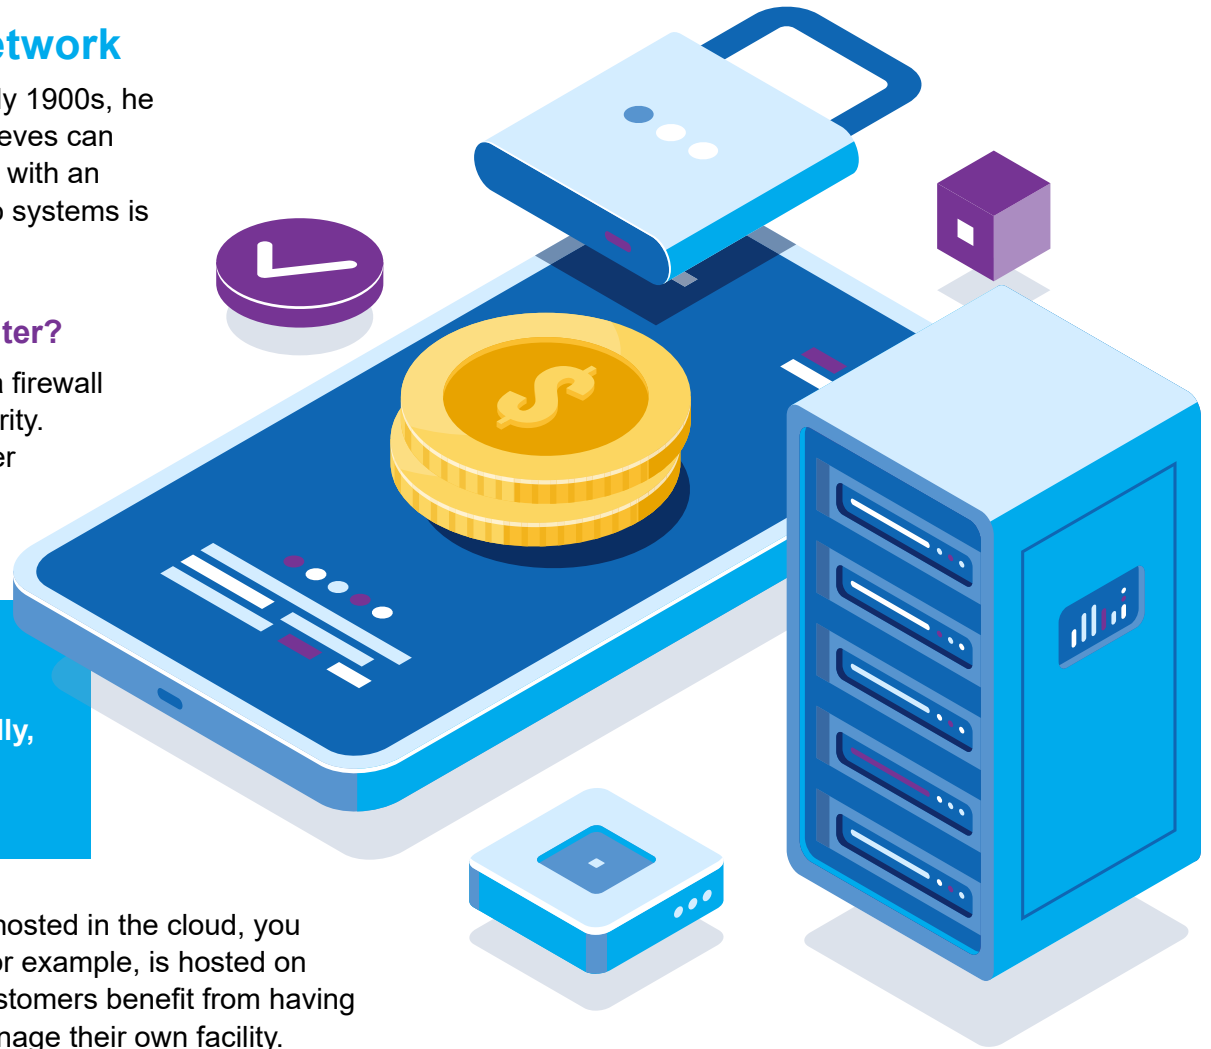 etwork
ly 1900s, he
eves can
with an
o systems is
ter?
a firewall
rity.
er
lly,
hosted in the cloud, you
or example, is hosted on
stomers benefit from having
nage their own facility.
$